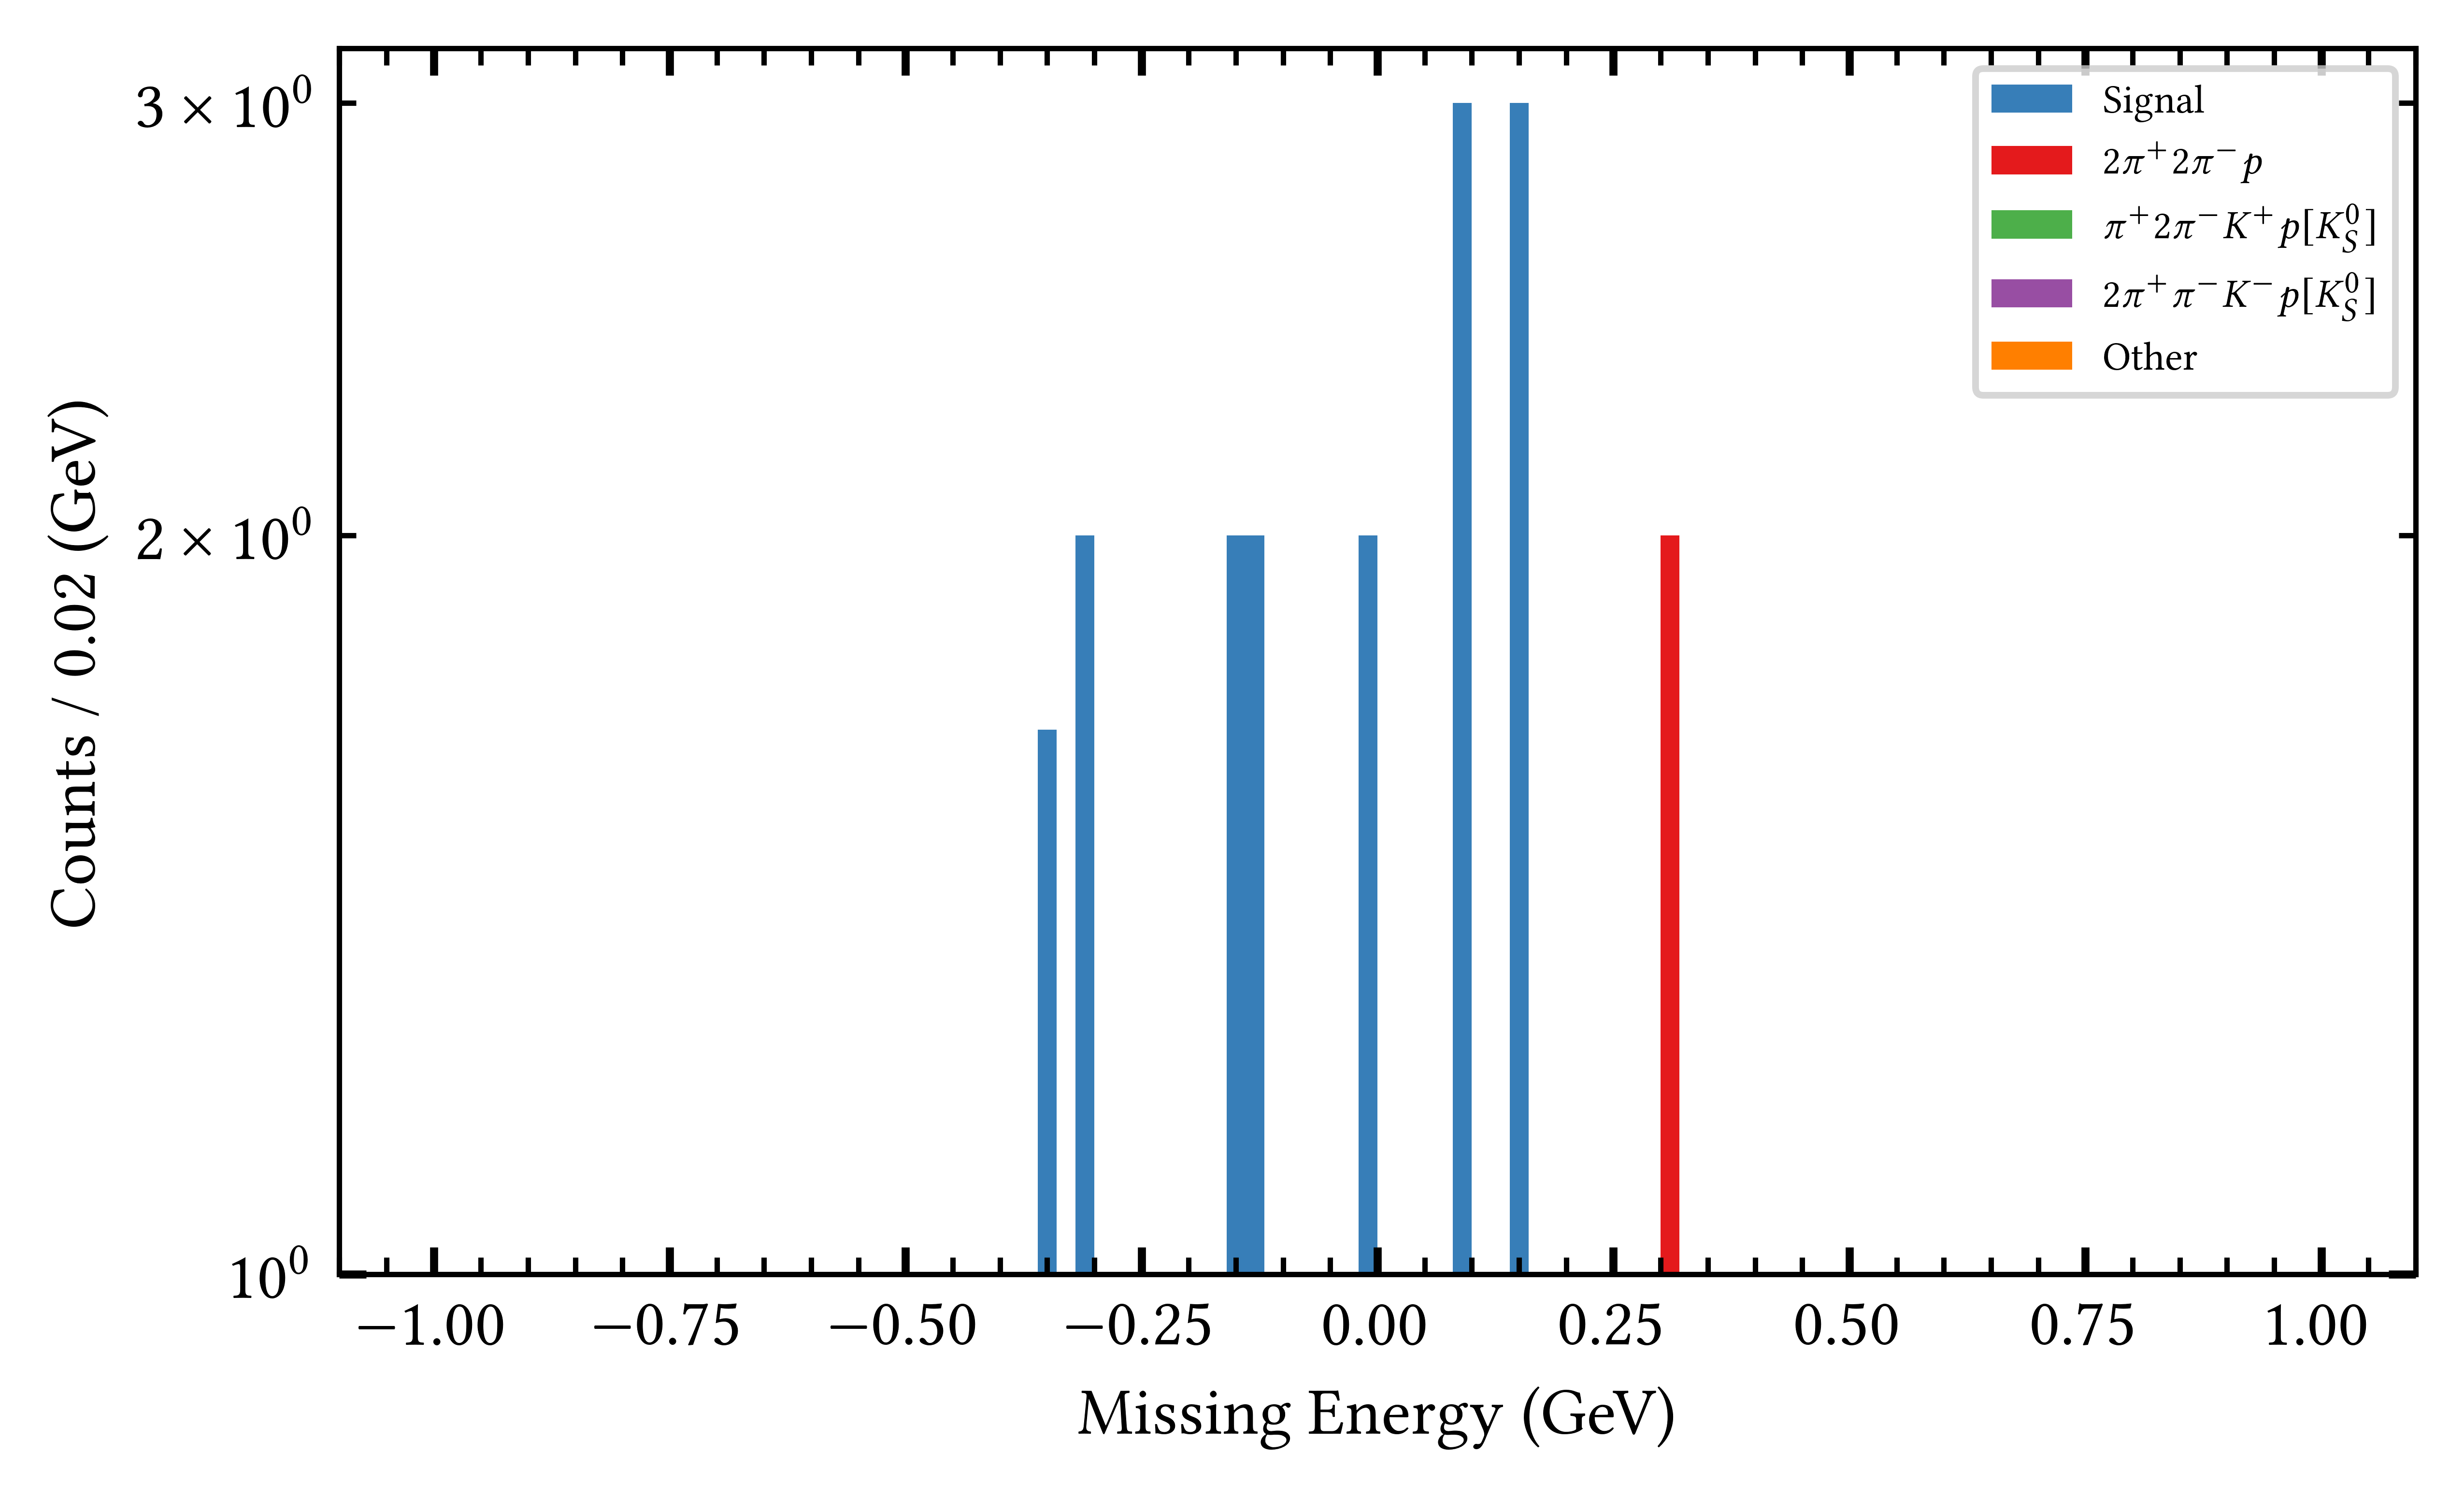 3 × 10⁰
2 × 10⁰
10⁰
Counts / 0.02 (GeV)
Signal
2π⁺2π⁻p
π⁺2π⁻K⁺p[K⁰_S]
2π⁺π⁻K⁻p[K⁰_S]
Other
−1.00 −0.75 −0.50 −0.25 0.00 0.25 0.50 0.75 1.00
Missing Energy (GeV)